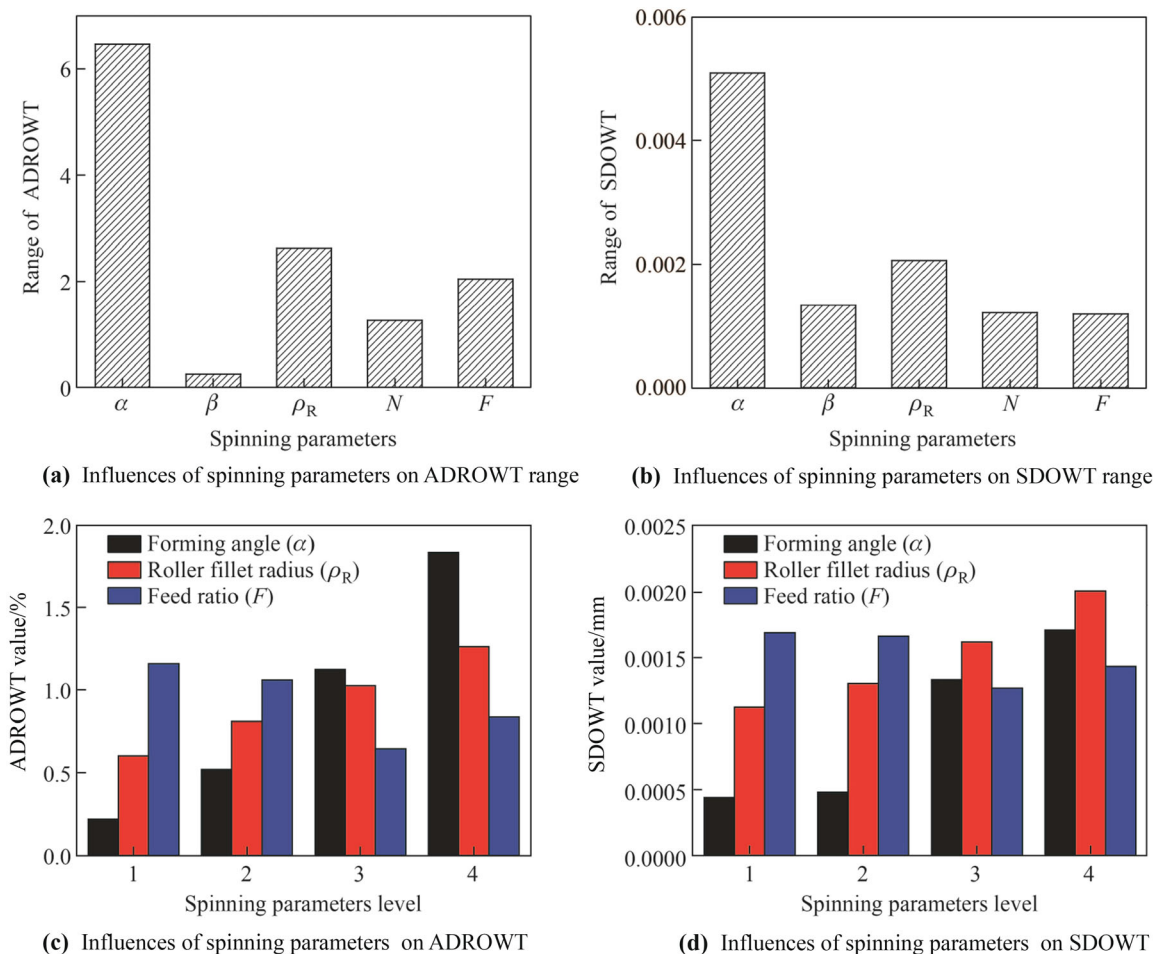 6
4
2
0
Range of ADROWT
α
β
ρR
N
F
Spinning parameters
(a) Influences of spinning parameters on ADROWT range
0.006
0.004
0.002
0.000
Range of SDOWT
α
β
ρR
N
F
Spinning parameters
(b) Influences of spinning parameters on SDOWT range
2.0
1.5
1.0
0.5
0.0
ADROWT value/%
Forming angle (α)
Roller fillet radius (ρR)
Feed ratio (F)
1
2
3
4
Spinning parameters level
(c) Influences of spinning parameters on ADROWT
0.0025
0.0020
0.0015
0.0010
0.0005
0.0000
SDOWT value/mm
Forming angle (α)
Roller fillet radius (ρR)
Feed ratio (F)
1
2
3
4
Spinning parameters level
(d) Influences of spinning parameters on SDOWT